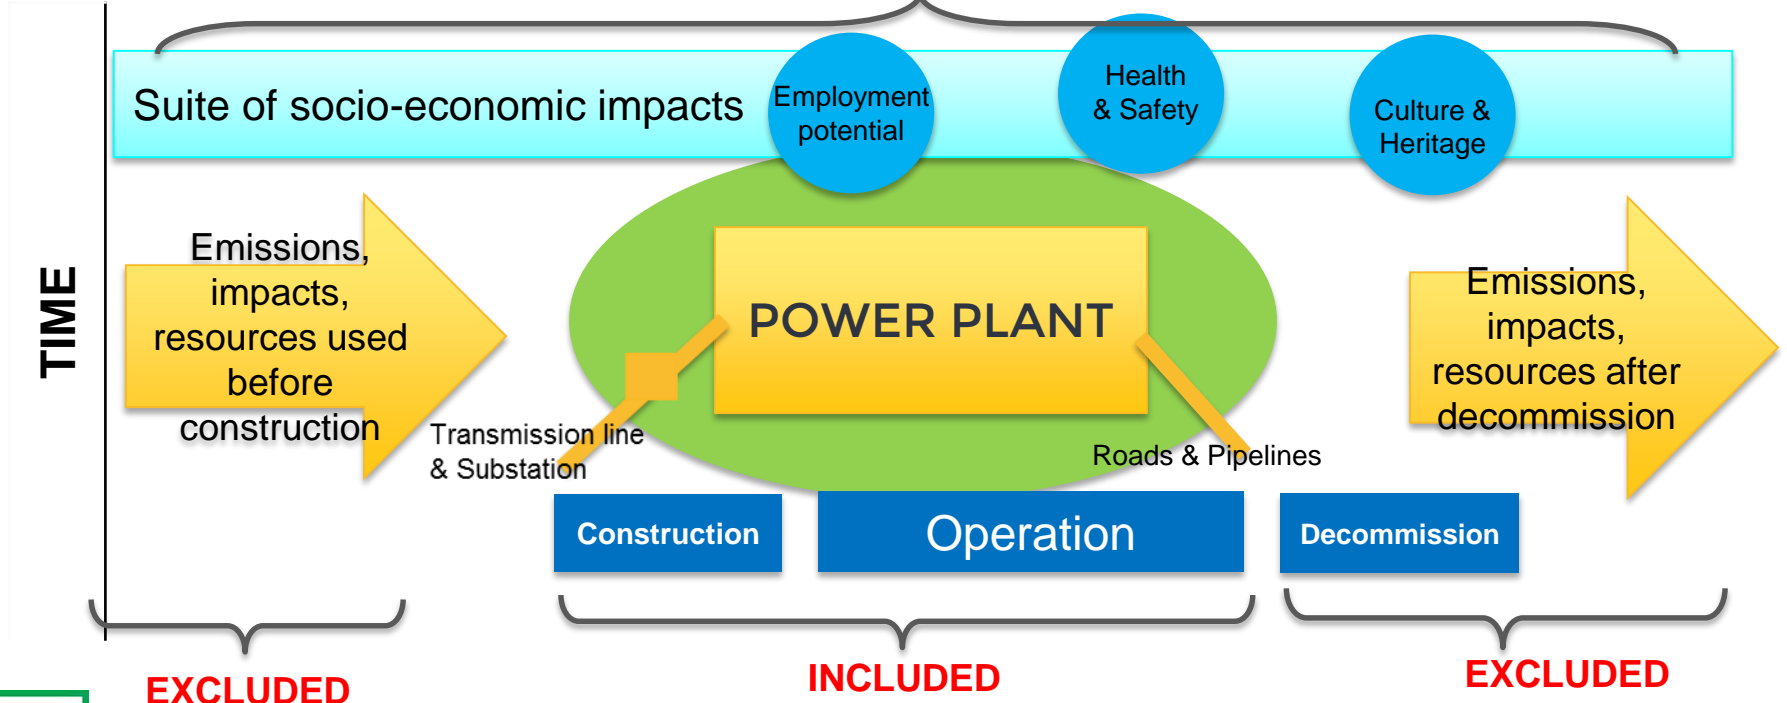 Suite of socio-economic impacts
Employment
potential
Health
& Safety
Culture &
Heritage
TIME
Emissions,
impacts,
resources used
before
construction
POWER PLANT
Transmission line
& Substation
Roads & Pipelines
Emissions,
impacts,
resources after
decommission
Construction
Operation
Decommission
EXCLUDED
INCLUDED
EXCLUDED